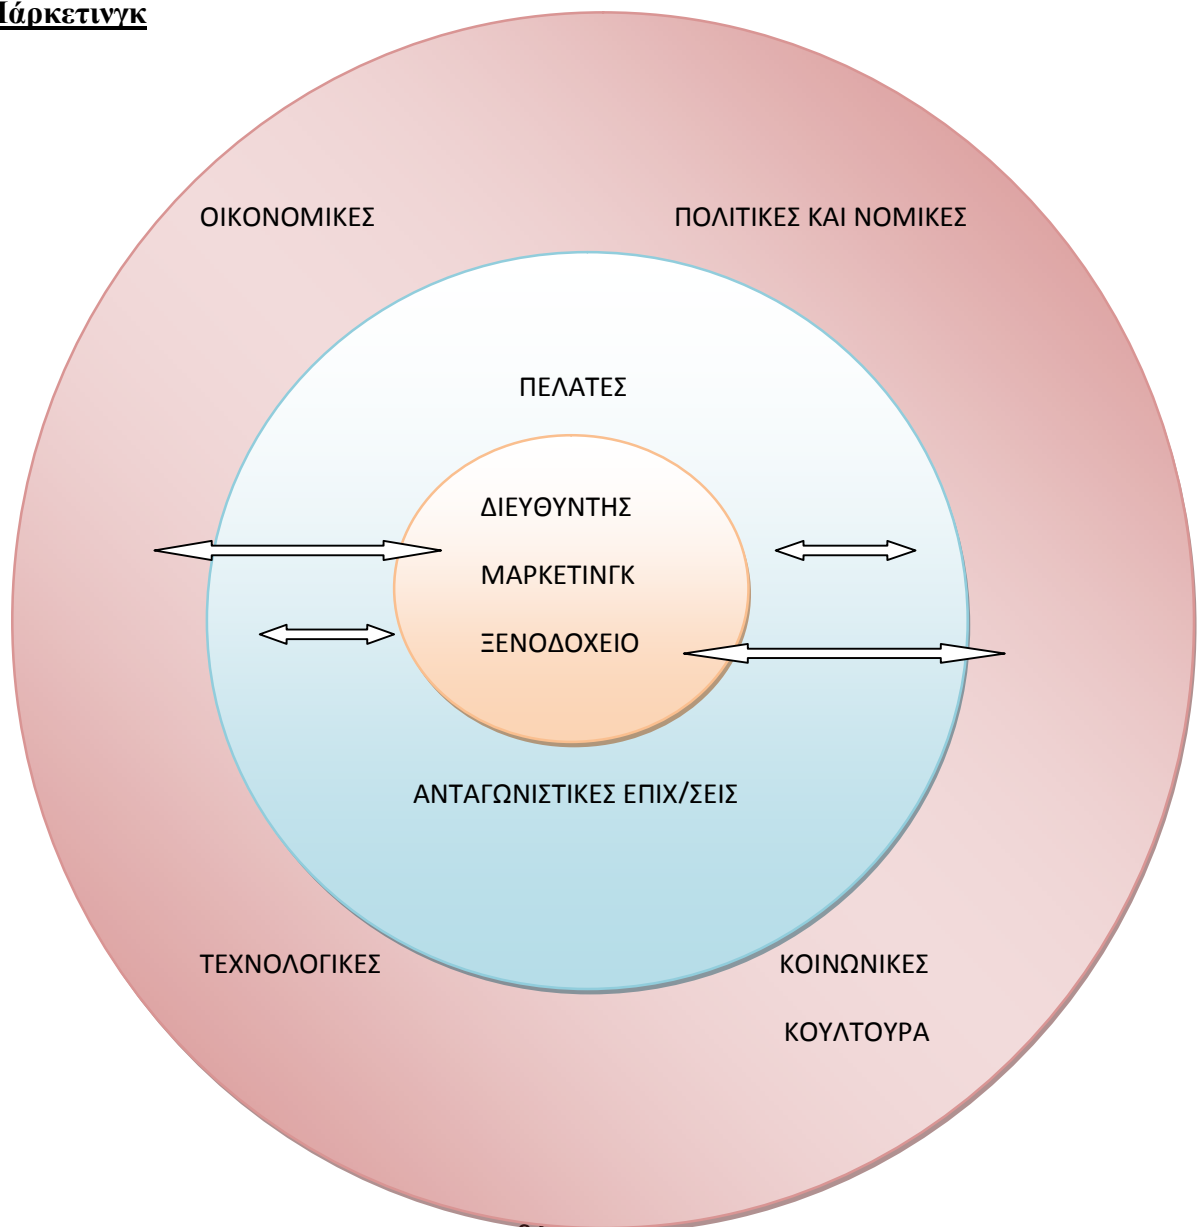 Μάρκετινγκ
ΟΙΚΟΝΟΜΙΚΕΣ
ΠΟΛΙΤΙΚΕΣ ΚΑΙ ΝΟΜΙΚΕΣ
ΠΕΛΑΤΕΣ
ΔΙΕΥΘΥΝΤΗΣ
ΜΑΡΚΕΤΙΝΓΚ
ΞΕΝΟΔΟΧΕΙΟ
ΑΝΤΑΓΩΝΙΣΤΙΚΕΣ ΕΠΙΧ/ΣΕΙΣ
ΤΕΧΝΟΛΟΓΙΚΕΣ
ΚΟΙΝΩΝΙΚΕΣ
ΚΟΥΛΤΟΥΡΑ